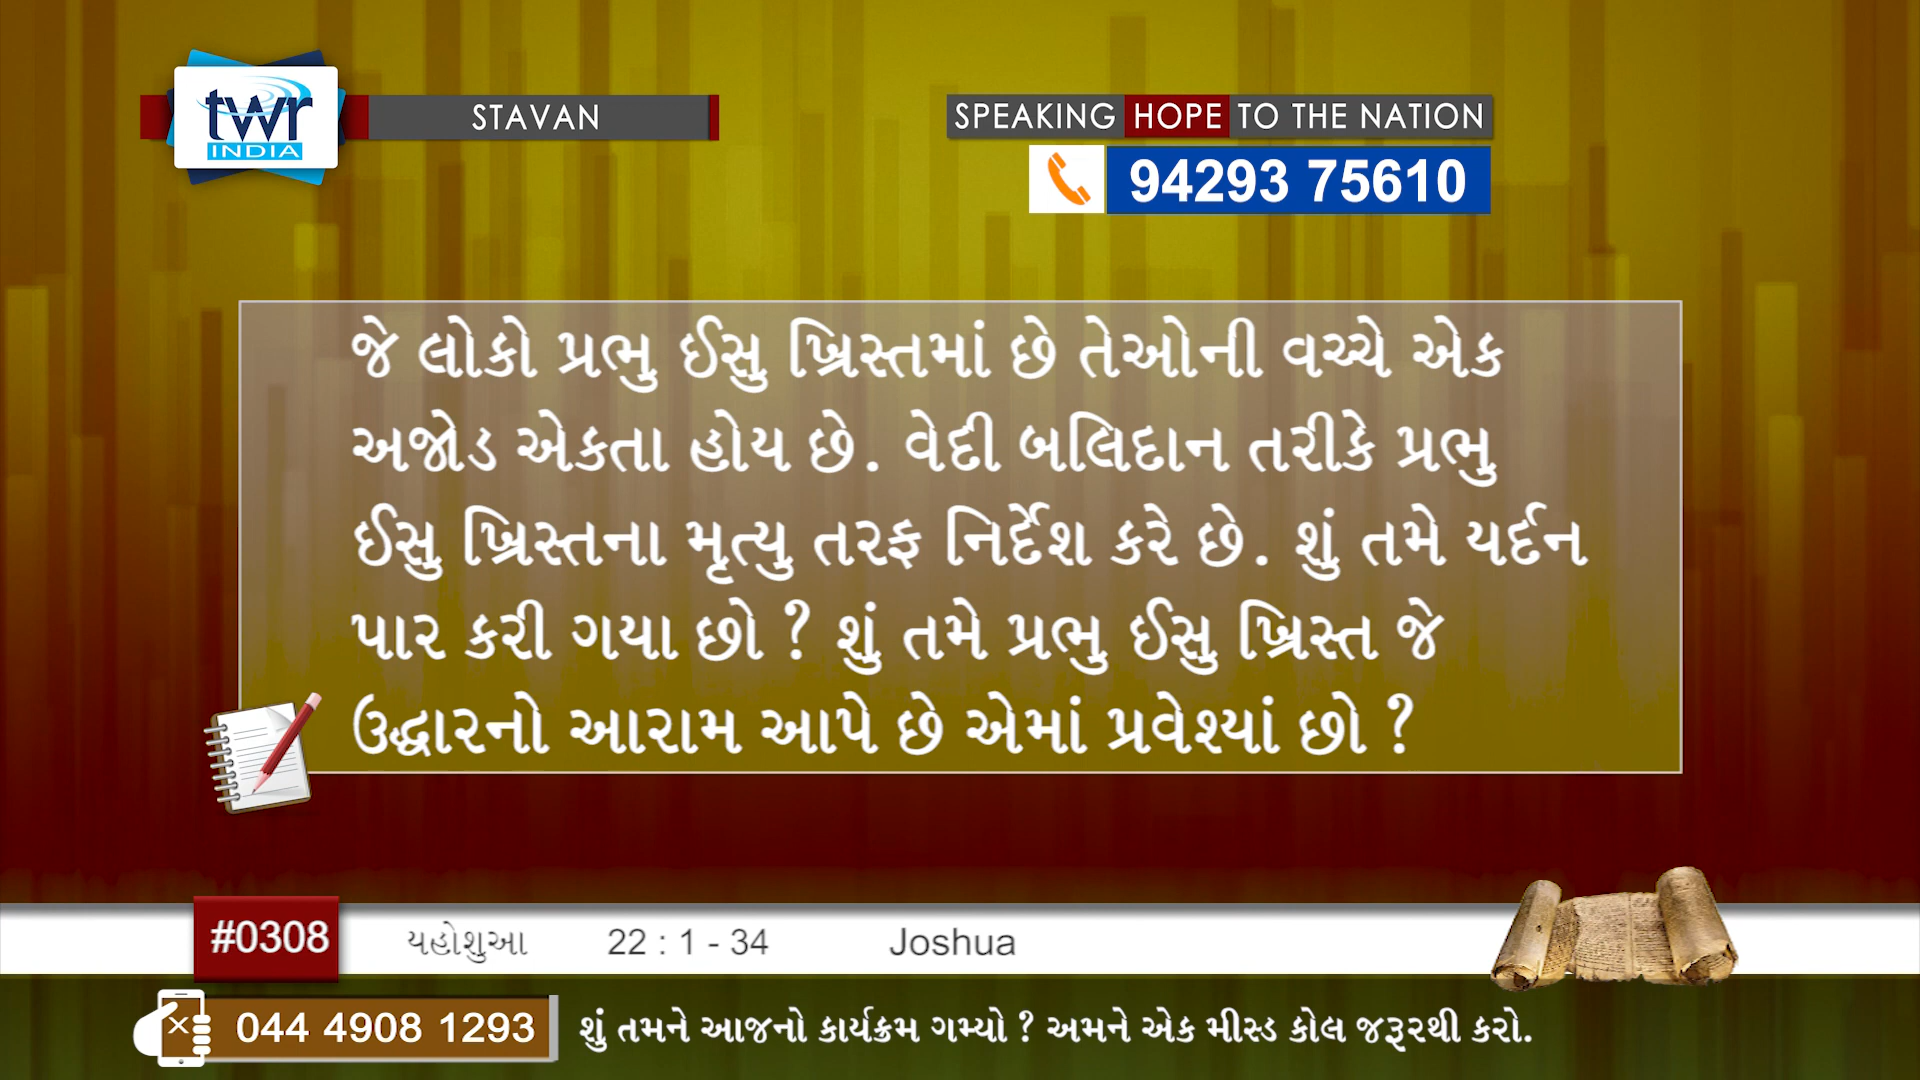 twr
INDIA
STAVAN
SPEAKING HOPE TO THE NATION
94293 75610
જે લોકો પ્રભુ ઈસુ ખ્રિસ્તમાં છે તેઓની વચ્ચે એક
અજોડ એકતા હોય છે. વેદી બલિદાન તરીકે પ્રભુ
ઈસુ ખ્રિસ્તના મૃત્યુ તરફ નિર્દેશ કરે છે. શું તમે યર્દન
પાર કરી ગયા છો ? શું તમે પ્રભુ ઈસુ ખ્રિસ્ત જે
ઉદ્ધારનો આરામ આપે છે એમાં પ્રવેશ્યાં છો ?
#0308 યહોશુઆ 22 : 1 - 34 Joshua
044 4908 1293 શું તમને આજનો કાર્યક્રમ ગમ્યો ? અમને એક મીસ્ડ કોલ જરૂરથી કરો.